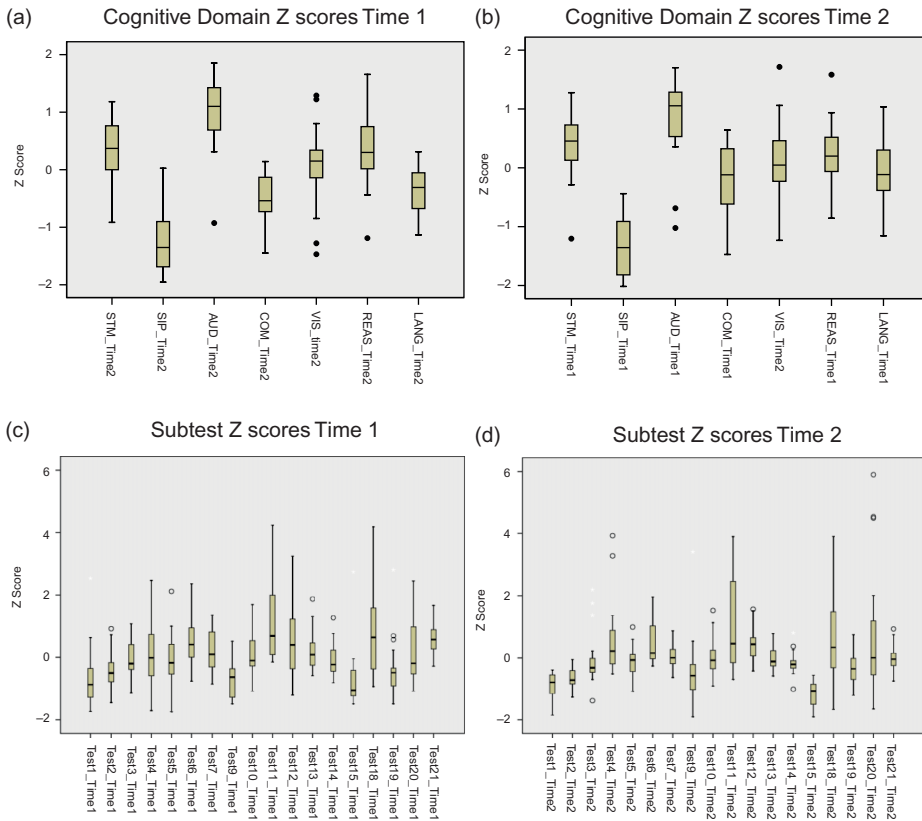 (a) Cognitive Domain Z scores Time 1
2
1
0
−1
−2
Z Score
STM_Time2
SIP_Time2
AUD_Time2
COM_Time2
VIS_time2
REAS_Time2
LANG_Time2
(b) Cognitive Domain Z scores Time 2
2
1
0
−1
−2
Z Score
STM_Time1
SIP_Time1
AUD_Time1
COM_Time1
VIS_Time1
REAS_Time1
LANG_Time1
(c) Subtest Z scores Time 1
6
4
2
0
−2
Z Score
Test1_Time1
Test2_Time1
Test3_Time1
Test4_Time1
Test5_Time1
Test6_Time1
Test7_Time1
Test9_Time1
Test10_Time1
Test11_Time1
Test12_Time1
Test13_Time1
Test14_Time1
Test15_Time1
Test18_Time1
Test19_Time1
Test20_Time1
Test21_Time1
(d) Subtest Z scores Time 2
6
4
2
0
−2
Z Score
Test1_Time2
Test2_Time2
Test3_Time2
Test4_Time2
Test5_Time2
Test6_Time2
Test7_Time2
Test9_Time2
Test10_Time2
Test11_Time2
Test12_Time2
Test13_Time2
Test14_Time2
Test15_Time2
Test18_Time2
Test19_Time2
Test20_Time2
Test21_Time2